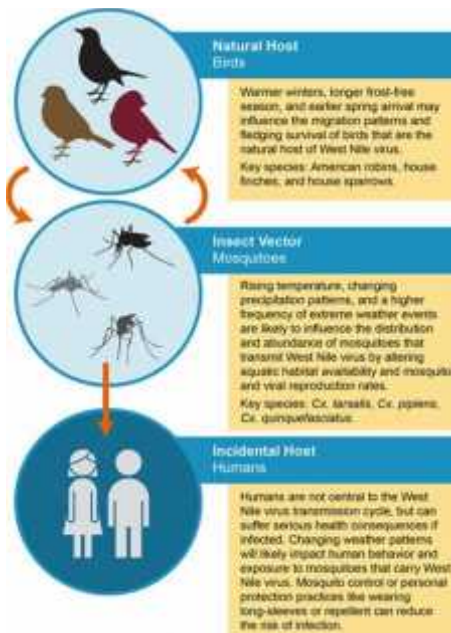 Natural Host
Birds
Warmer winters, longer frost-free
season, and earlier spring arrival may
influence the migration patterns and
fledging survival of birds that are the
natural host of West Nile virus.
Key species: American robins, house
finches, and house sparrows
Insect Vector
Mosquitoes
Rising temperature, changing
precipitation patterns, and a higher
frequency of extreme weather events
are likely to influence the distribution
and abundance of mosquitoes that
transmit West Nile virus by altering
aquatic habitat availability and mosquito
and viral reproduction rates.
Key species: Cx. tarsalis, Cx. pipiens,
Cx. quinquefasciatus.
Incidental Host
Humans
Humans are not central to the West
Nile virus transmission cycle, but can
suffer serious health consequences if
infected. Changing weather patterns
will likely impact human behavior and
exposure to mosquitoes that carry West
Nile virus. Mosquito control or personal
protection practices like wearing
long-sleeves or repellent can reduce
the risk of infection.